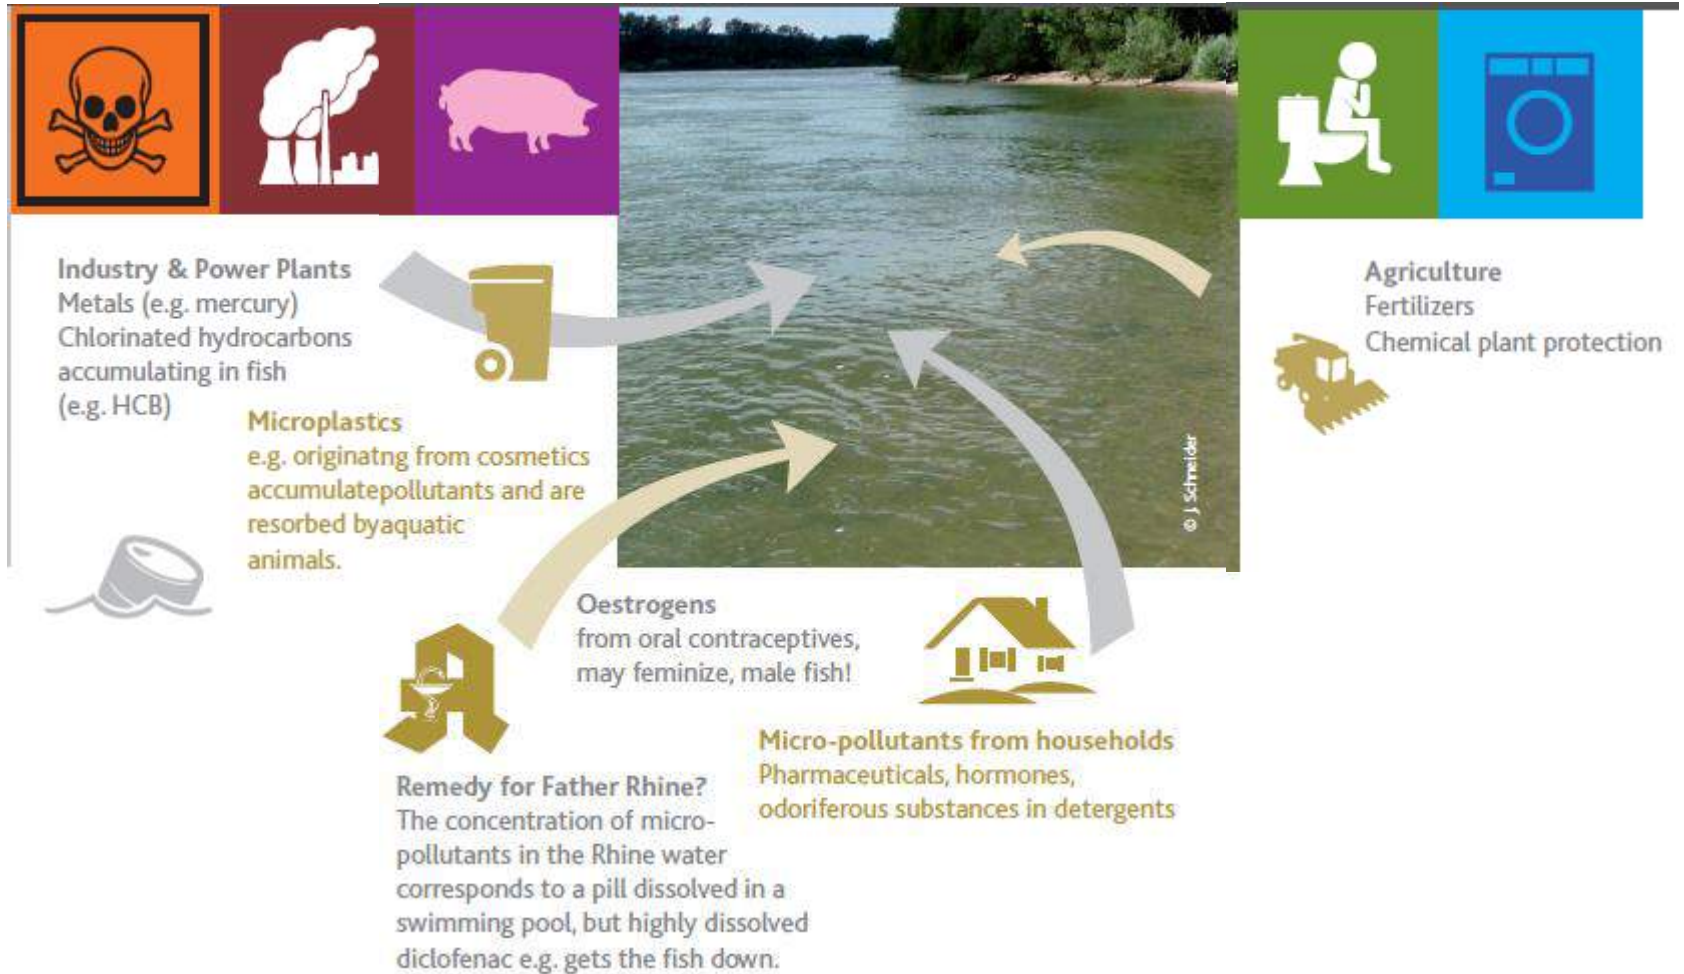 Industry & Power Plants
Metals (e.g. mercury)
Chlorinated hydrocarbons
accumulating in fish
(e.g. HCB)
Microplastics
e.g. originatng from cosmetics
accumulatepollutants and are
resorbed byaquatic
animals.
© J. Schneider
Agriculture
Fertilizers
Chemical plant protection
Oestrogens
from oral contraceptives,
may feminize, male fish!
Micro-pollutants from households
Pharmaceuticals, hormones,
odoriferous substances in detergents
Remedy for Father Rhine?
The concentration of micro-
pollutants in the Rhine water
corresponds to a pill dissolved in a
swimming pool, but highly dissolved
diclofenac e.g. gets the fish down.